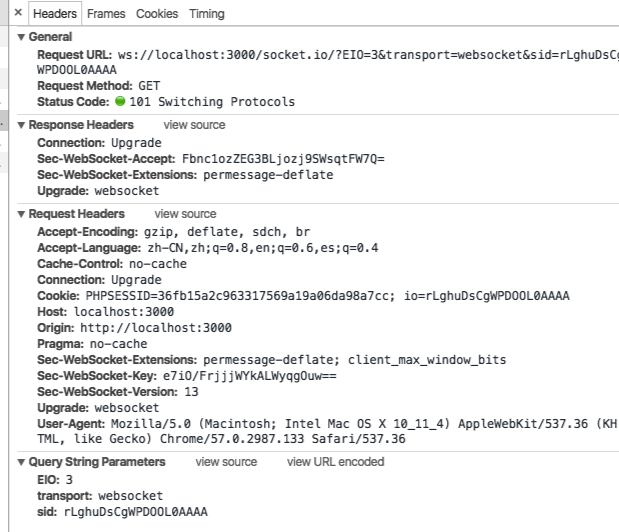 × Headers Frames Cookies Timing
▼ General
Request URL: ws://localhost:3000/socket.io/?EIO=3&transport=websocket&sid=rLghuDsCg
WPDOOL0AAAA
Request Method: GET
Status Code: 101 Switching Protocols
▼ Response Headers view source
Connection: Upgrade
Sec-WebSocket-Accept: Fbnc1ozZEG3BLjozj9SWsqtFW7Q=
Sec-WebSocket-Extensions: permessage-deflate
Upgrade: websocket
▼ Request Headers view source
Accept-Encoding: gzip, deflate, sdch, br
Accept-Language: zh-CN,zh;q=0.8,en;q=0.6,es;q=0.4
Cache-Control: no-cache
Connection: Upgrade
Cookie: PHPSESSID=36fb15a2c963317569a19a06da98a7cc; io=rLghuDsCgWPDOOL0AAAA
Host: localhost:3000
Origin: http://localhost:3000
Pragma: no-cache
Sec-WebSocket-Extensions: permessage-deflate; client_max_window_bits
Sec-WebSocket-Key: e7iO/FrjjjWYkALWyqgOuw==
Sec-WebSocket-Version: 13
Upgrade: websocket
User-Agent: Mozilla/5.0 (Macintosh; Intel Mac OS X 10_11_4) AppleWebKit/537.36 (KH
TML, like Gecko) Chrome/57.0.2987.133 Safari/537.36
▼ Query String Parameters view source view URL encoded
EIO: 3
transport: websocket
sid: rLghuDsCgWPDOOL0AAAA